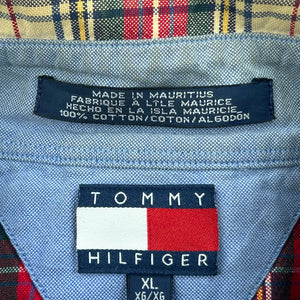 MADE IN MAURITIUS
FABRIQUE À L'ÎLE MAURICE
HECHO EN LA ISLA MAURICIE
100% COTTON/COTON/ALGODÓN
TOMMY
HILFIGER
XL
XG/XG